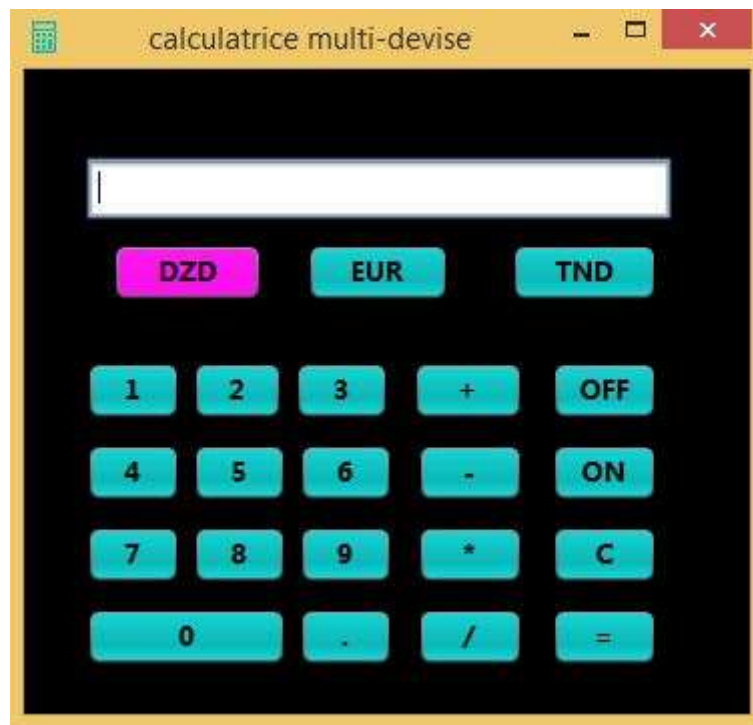 calculatrice multi-devise
DZD EUR TND
1 2 3 + OFF
4 5 6 - ON
7 8 9 * C
0 . / =